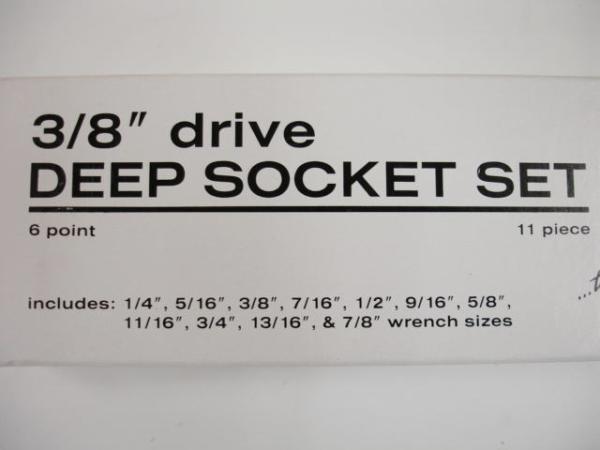 3/8" drive
DEEP SOCKET SET
6 point 11 piece
includes: 1/4", 5/16", 3/8", 7/16", 1/2", 9/16", 5/8",
11/16", 3/4", 13/16", & 7/8" wrench sizes